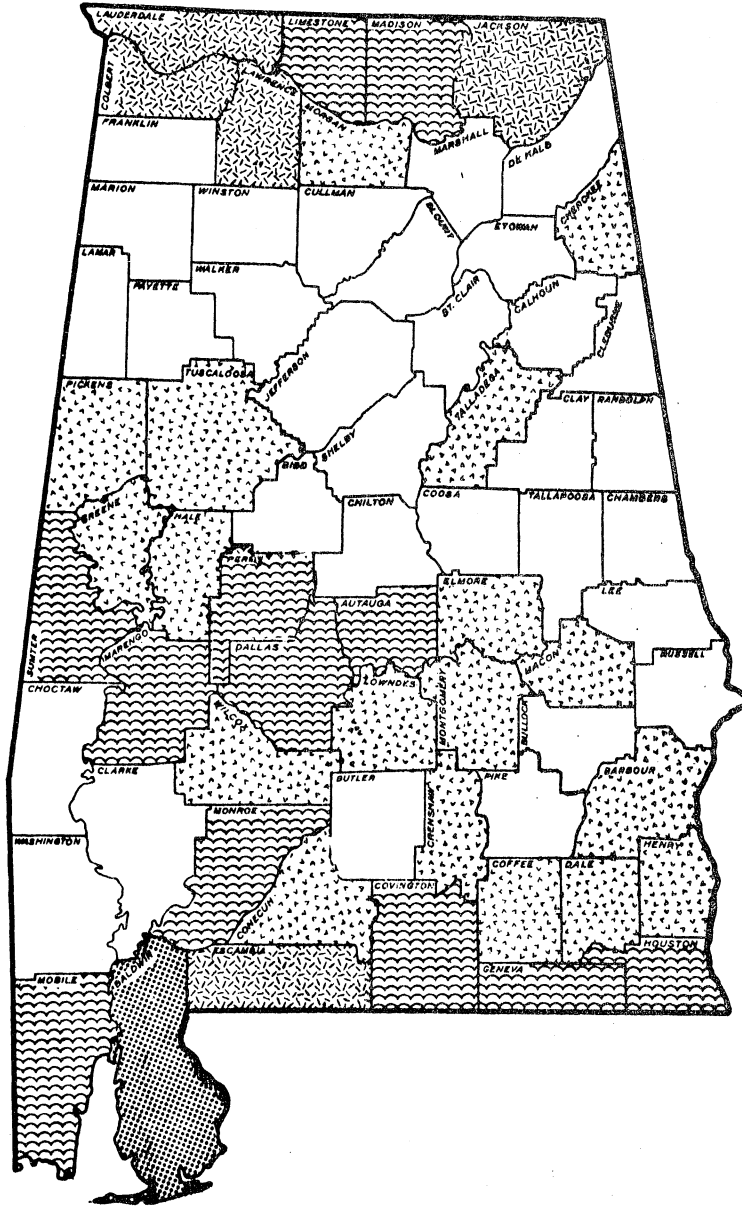 LAUDERDALE
LIMESTONE
MADISON
JACKSON
COLBERT
LAWRENCE
MORGAN
FRANKLIN
MARSHALL
DE KALB
MARION
WINSTON
CULLMAN
BLOUNT
ETOWAH
CHEROKEE
LAMAR
FAYETTE
WALKER
ST. CLAIR
CALHOUN
CLEBURNE
PICKENS
TUSCALOOSA
JEFFERSON
SHELBY
TALLADEGA
CLAY
RANDOLPH
BIBB
GREENE
HALE
CHILTON
COOSA
TALLAPOOSA
CHAMBERS
PERRY
ELMORE
LEE
SUMTER
MARENGO
DALLAS
AUTAUGA
MACON
RUSSELL
CHOCTAW
WILCOX
LOWNDES
MONTGOMERY
BULLOCK
CLARKE
BUTLER
CRENSHAW
PIKE
BARBOUR
WASHINGTON
MONROE
CONECUH
COVINGTON
COFFEE
DALE
HENRY
MOBILE
BALDWIN
ESCAMBIA
GENEVA
HOUSTON